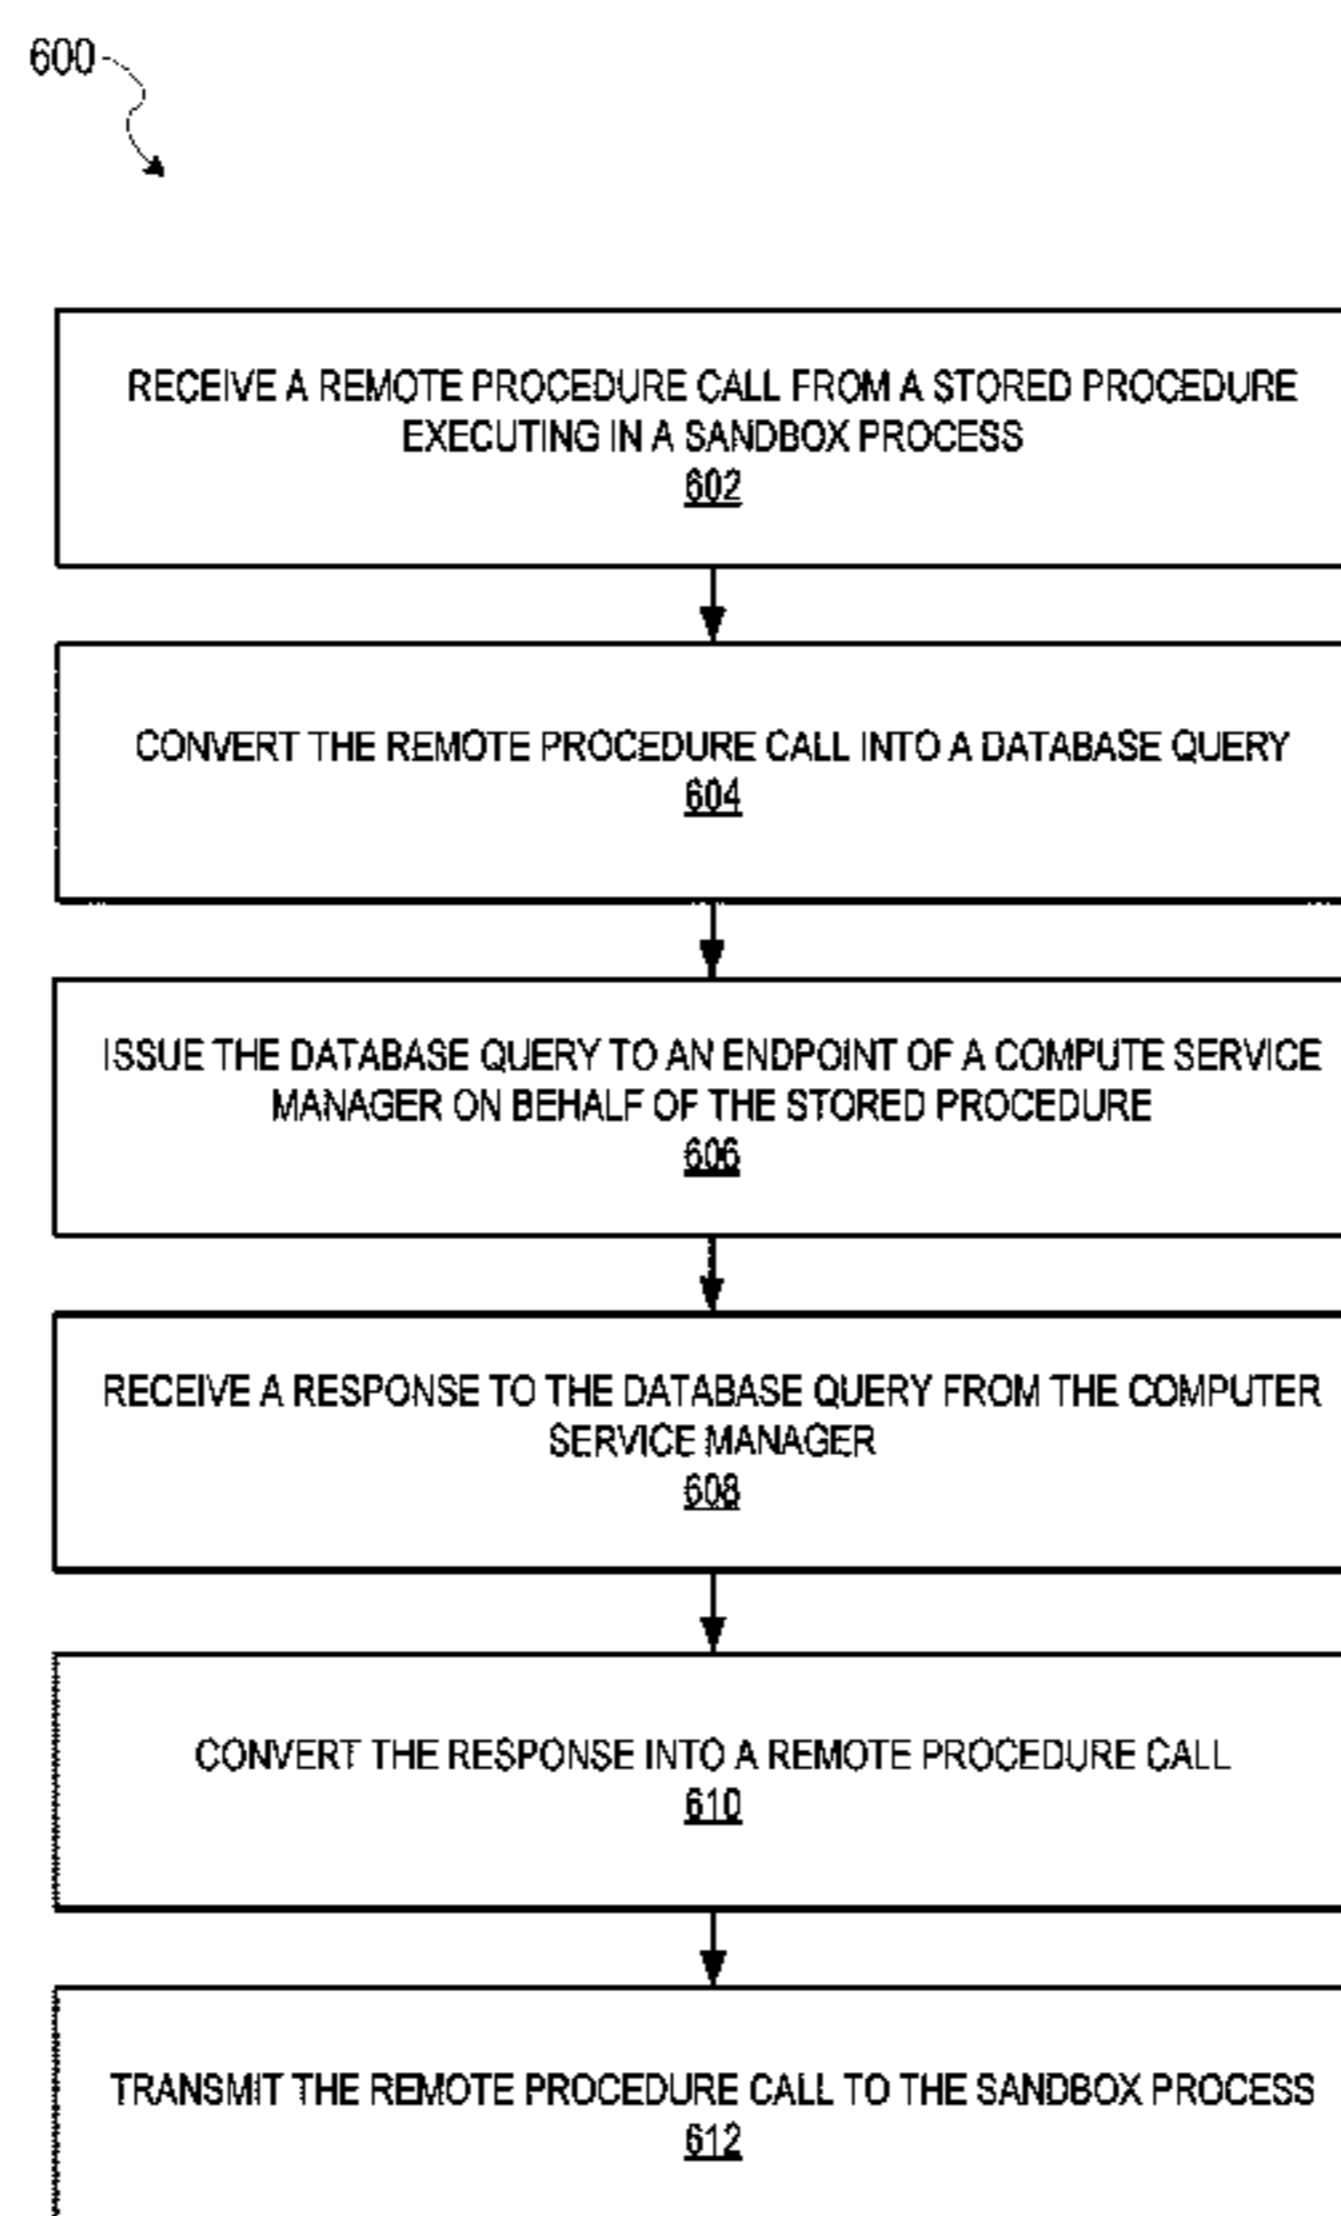 600
RECEIVE A REMOTE PROCEDURE CALL FROM A STORED PROCEDURE
EXECUTING IN A SANDBOX PROCESS
602
CONVERT THE REMOTE PROCEDURE CALL INTO A DATABASE QUERY
604
ISSUE THE DATABASE QUERY TO AN ENDPOINT OF A COMPUTE SERVICE
MANAGER ON BEHALF OF THE STORED PROCEDURE
606
RECEIVE A RESPONSE TO THE DATABASE QUERY FROM THE COMPUTER
SERVICE MANAGER
608
CONVERT THE RESPONSE INTO A REMOTE PROCEDURE CALL
610
TRANSMIT THE REMOTE PROCEDURE CALL TO THE SANDBOX PROCESS
612